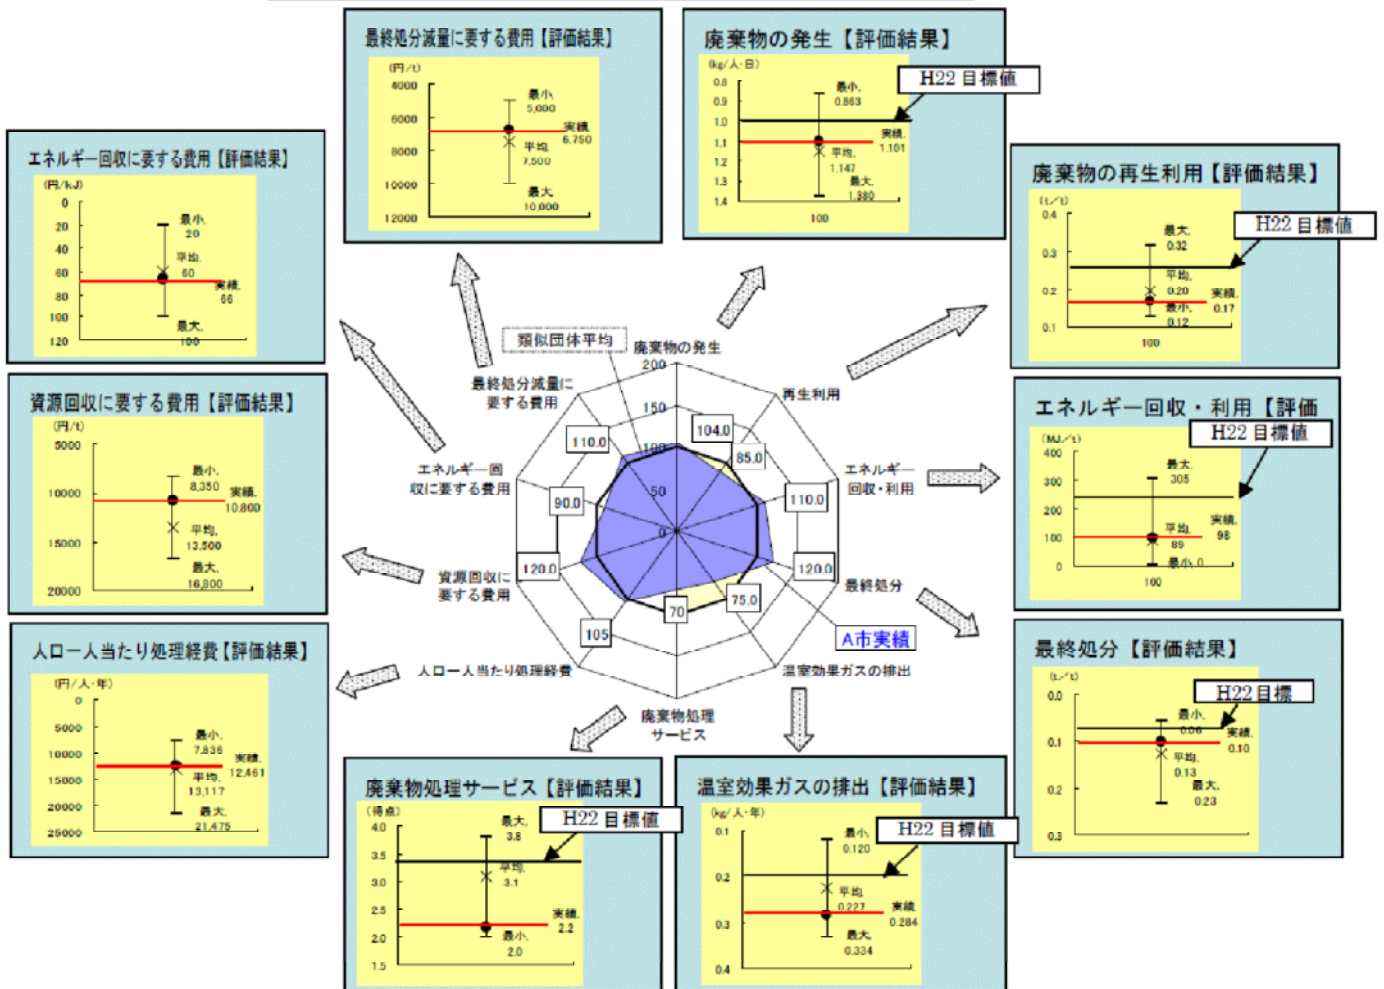 最終処分減量に要する費用【評価結果】
(円/t)
4000
6000
8000
10000
12000
最小,
5,000
実績,
6,750
平均,
7,500
最大,
10,000
廃棄物の発生【評価結果】
(kg/人・日)
0.8
0.9
1.0
1.1
1.2
1.3
1.4
最小,
0.863
実績,
1.101
平均,
1.147
最大,
1.380
100
H22 目標値
エネルギー回収に要する費用【評価結果】
(円/kJ)
0
20
40
60
80
100
120
最小,
20
平均,
60
実績,
66
最大,
100
廃棄物の再生利用【評価結果】
(t/t)
0.4
0.3
0.2
0.1
最大,
0.32
平均,
0.20
実績,
0.17
最小,
0.12
100
H22 目標値
資源回収に要する費用【評価結果】
(円/t)
5000
10000
15000
20000
最小,
8,350
実績,
10,800
平均,
13,500
最大,
16,800
エネルギー回収・利用【評価
H22 目標値
(MJ/t)
400
300
200
100
0
最大,
305
平均,
89
実績,
98
最小, 0
100
類似団体平均
廃棄物の発生
200
150
100
50
0
再生利用
エネルギー
回収・利用
最終処分
温室効果ガスの排出
廃棄物処理
サービス
人口一人当たり処理経費
資源回収に
要する費用
エネルギー回
収に要する費用
最終処分減量に
要する費用
104.0
85.0
110.0
120.0
75.0
70
105
120.0
90.0
110.0
A市実績
人口一人当たり処理経費【評価結果】
(円/人・年)
0
5000
10000
15000
20000
25000
最小,
7,836
実績,
12,461
平均,
13,117
最大,
21,475
最終処分【評価結果】
(t/t)
0.0
0.1
0.2
0.3
H22 目標
最小,
0.06
実績,
0.10
平均,
0.13
最大,
0.23
廃棄物処理サービス【評価結果】
(得点)
4.0
3.5
3.0
2.5
2.0
1.5
最大,
3.8
H22 目標値
平均,
3.1
実績,
2.2
最小,
2.0
温室効果ガスの排出【評価結果】
(kg/人・年)
0.1
0.2
0.3
0.4
最小,
0.120
H22 目標値
平均,
0.227
実績,
0.284
最大,
0.334